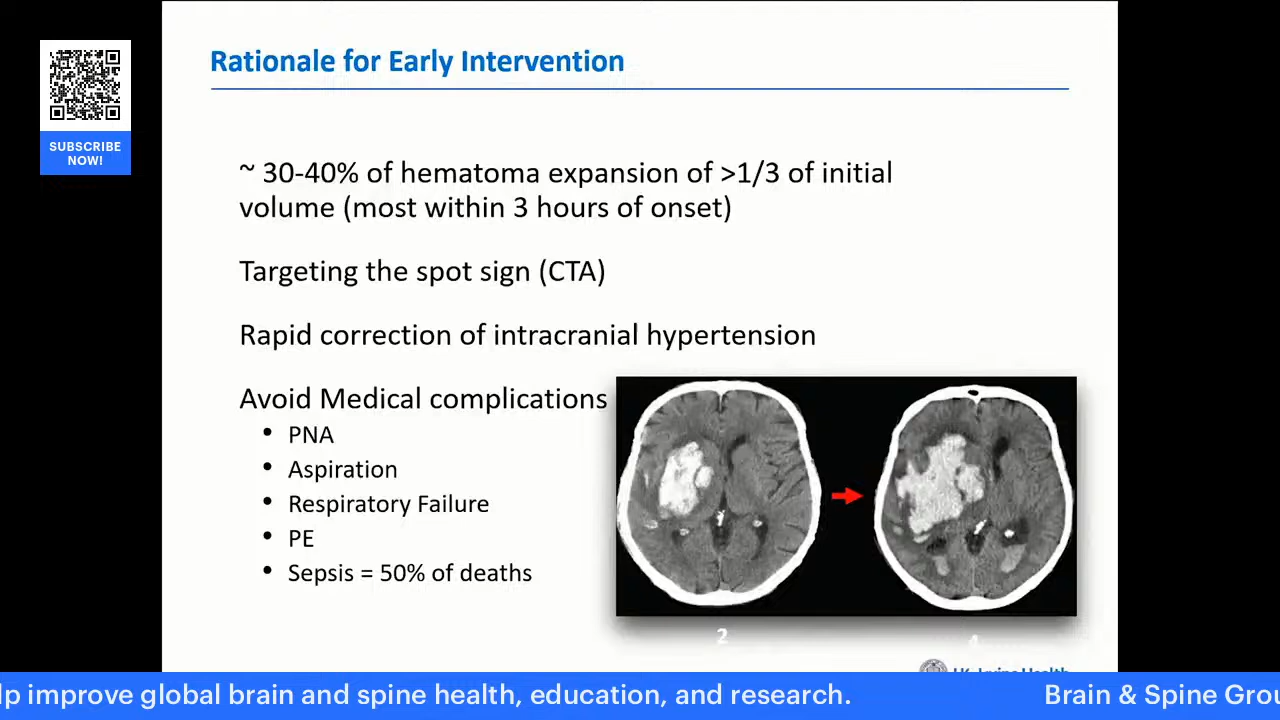 Rationale for Early Intervention
SUBSCRIBE
NOW!
~ 30-40% of hematoma expansion of >1/3 of initial
volume (most within 3 hours of onset)
Targeting the spot sign (CTA)
Rapid correction of intracranial hypertension
Avoid Medical complications
• PNA
• Aspiration
• Respiratory Failure
• PE
• Sepsis = 50% of deaths
2
improve global brain and spine health, education, and research.
Brain & Spine